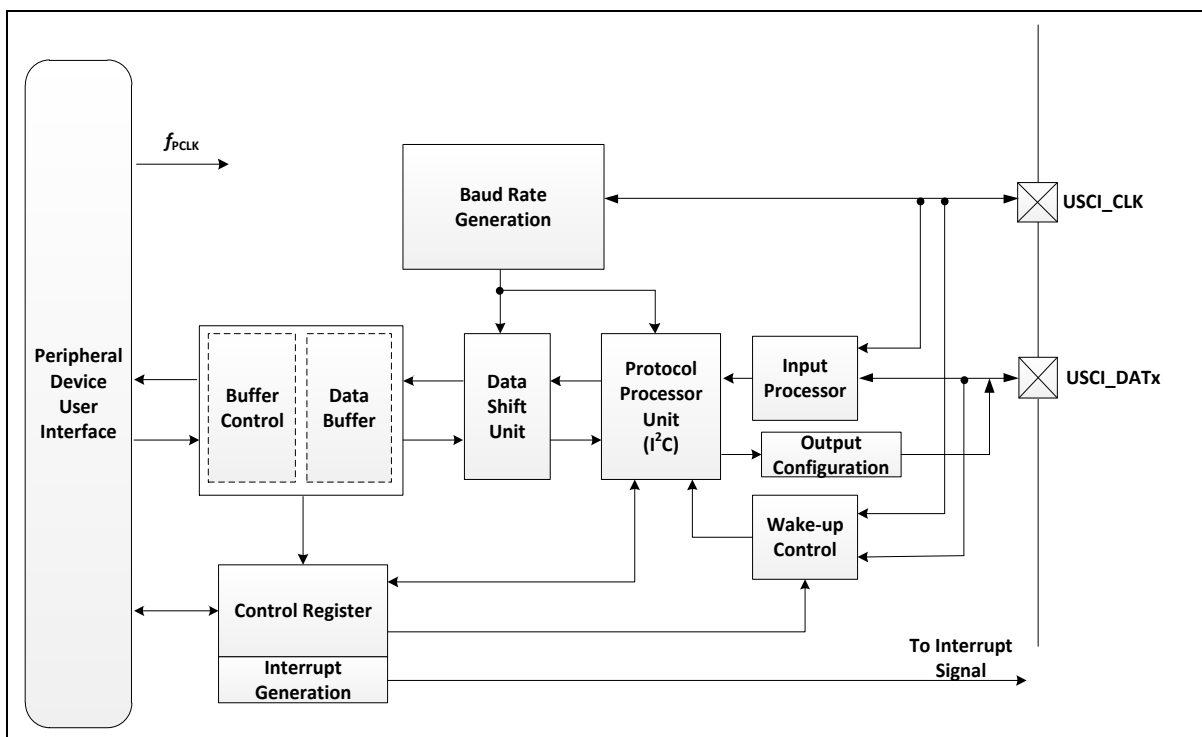 fPCLK
Baud Rate
Generation
USCI_CLK
Peripheral
Device
User
Interface
Buffer
Control
Data
Buffer
Data
Shift
Unit
Protocol
Processor
Unit
(I²C)
Input
Processor
USCI_DATx
Output
Configuration
Wake-up
Control
Control Register
Interrupt
Generation
To Interrupt
Signal